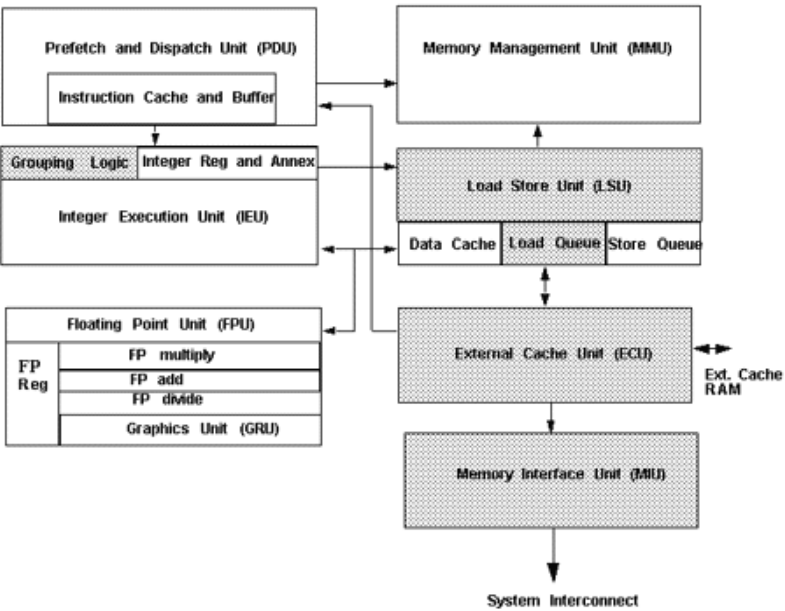 Prefetch and Dispatch Unit (PDU)
Instruction Cache and Buffer
Memory Management Unit (MMU)
Grouping Logic
Integer Reg and Annex
Integer Execution Unit (IEU)
Load Store Unit (LSU)
Data Cache
Load Queue
Store Queue
Floating Point Unit (FPU)
FP
Reg
FP multiply
FP add
FP divide
Graphics Unit (GRU)
External Cache Unit (ECU)
Ext. Cache
RAM
Memory Interface Unit (MIU)
System Interconnect